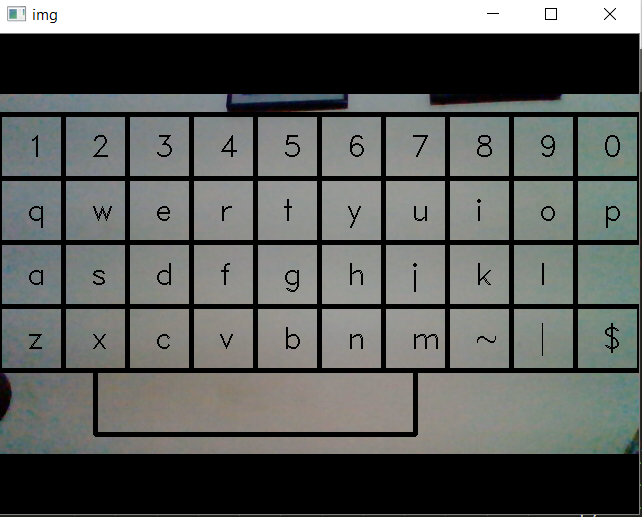 img
1 2 3 4 5 6 7 8 9 0
q w e r t y u i o p
a s d f g h j k l
z x c v b n m ~ | $